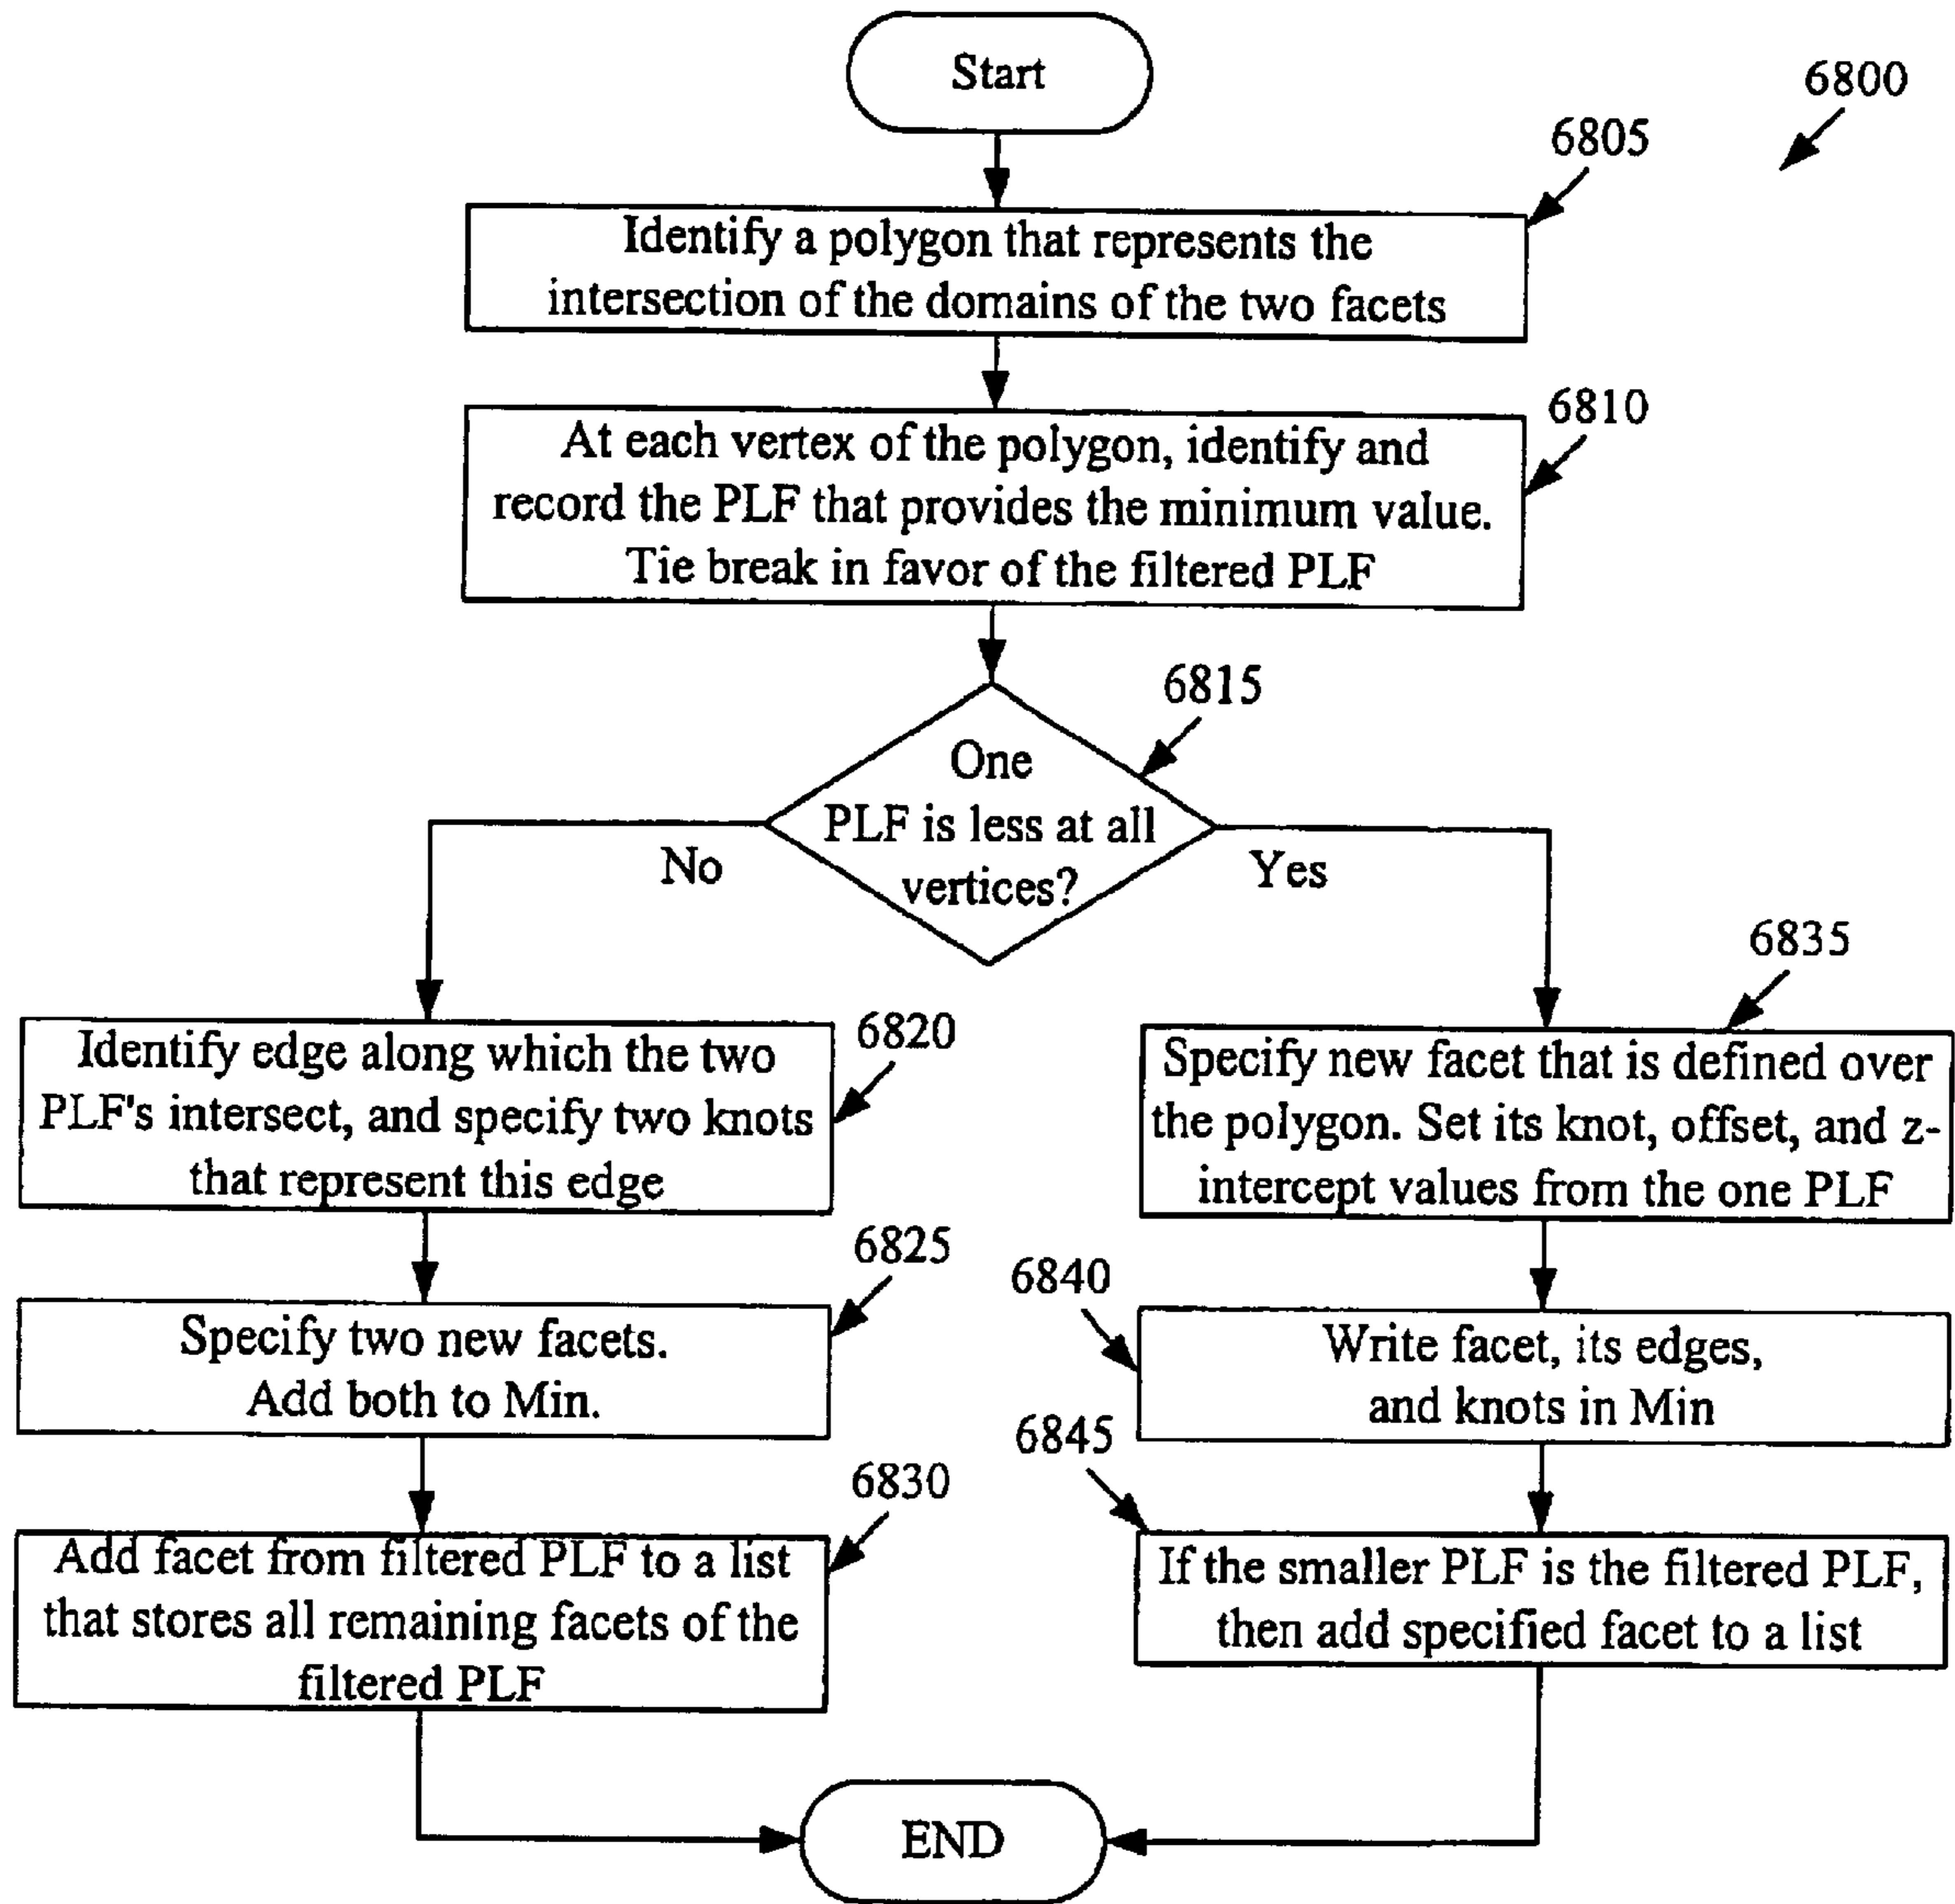 Start
6800
6805
Identify a polygon that represents the
intersection of the domains of the two facets
6810
At each vertex of the polygon, identify and
record the PLF that provides the minimum value.
Tie break in favor of the filtered PLF
6815
One
PLF is less at all
vertices?
No
Yes
6820
Identify edge along which the two
PLF's intersect, and specify two knots
that represent this edge
6825
Specify two new facets.
Add both to Min.
6830
Add facet from filtered PLF to a list
that stores all remaining facets of the
filtered PLF
6835
Specify new facet that is defined over
the polygon. Set its knot, offset, and z-
intercept values from the one PLF
6840
Write facet, its edges,
and knots in Min
6845
If the smaller PLF is the filtered PLF,
then add specified facet to a list
END